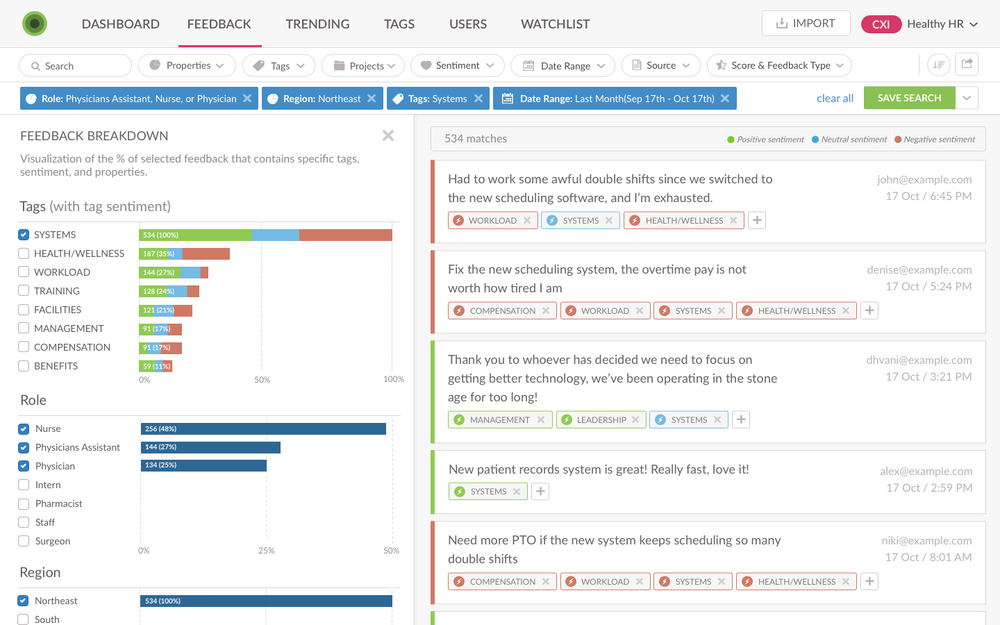 DASHBOARD FEEDBACK TRENDING TAGS USERS WATCHLIST IMPORT CXI Healthy HR
Search Properties Tags Projects Sentiment Date Range Source Score & Feedback Type
Role: Physicians Assistant, Nurse, or Physician Region: Northeast Tags: Systems Date Range: Last Month(Sep 17th - Oct 17th) clear all SAVE SEARCH
FEEDBACK BREAKDOWN
Visualization of the % of selected feedback that contains specific tags,
sentiment, and properties.
Tags (with tag sentiment)
SYSTEMS 534 (100%)
HEALTH/WELLNESS 187 (35%)
WORKLOAD 144 (27%)
TRAINING 128 (24%)
FACILITIES 121 (21%)
MANAGEMENT 91 (17%)
COMPENSATION 91 (17%)
BENEFITS 59 (11%)
0% 50% 100%
Role
Nurse 256 (48%)
Physicians Assistant 144 (27%)
Physician 134 (25%)
Intern
Pharmacist
Staff
Surgeon
0% 25% 50%
Region
Northeast 534 (100%)
South
534 matches Positive sentiment Neutral sentiment Negative sentiment
Had to work some awful double shifts since we switched to
the new scheduling software, and I'm exhausted.
john@example.com
17 Oct / 6:45 PM
WORKLOAD SYSTEMS HEALTH/WELLNESS
Fix the new scheduling system, the overtime pay is not
worth how tired I am
denise@example.com
17 Oct / 5:24 PM
COMPENSATION WORKLOAD SYSTEMS HEALTH/WELLNESS
Thank you to whoever has decided we need to focus on
getting better technology, we've been operating in the stone
age for too long!
dhvani@example.com
17 Oct / 3:21 PM
MANAGEMENT LEADERSHIP SYSTEMS
New patient records system is great! Really fast, love it!
alex@example.com
17 Oct / 2:59 PM
SYSTEMS
Need more PTO if the new system keeps scheduling so many
double shifts
niki@example.com
17 Oct / 8:01 AM
COMPENSATION WORKLOAD SYSTEMS HEALTH/WELLNESS